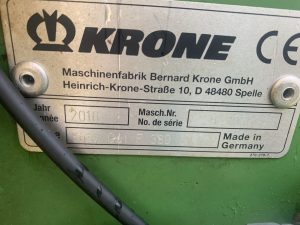 KRONE CE
Maschinenfabrik Bernard Krone GmbH
Heinrich-Krone-Straße 10, D 48480 Spelle
Jahr Masch.Nr.
année No. de série
Made in
Germany